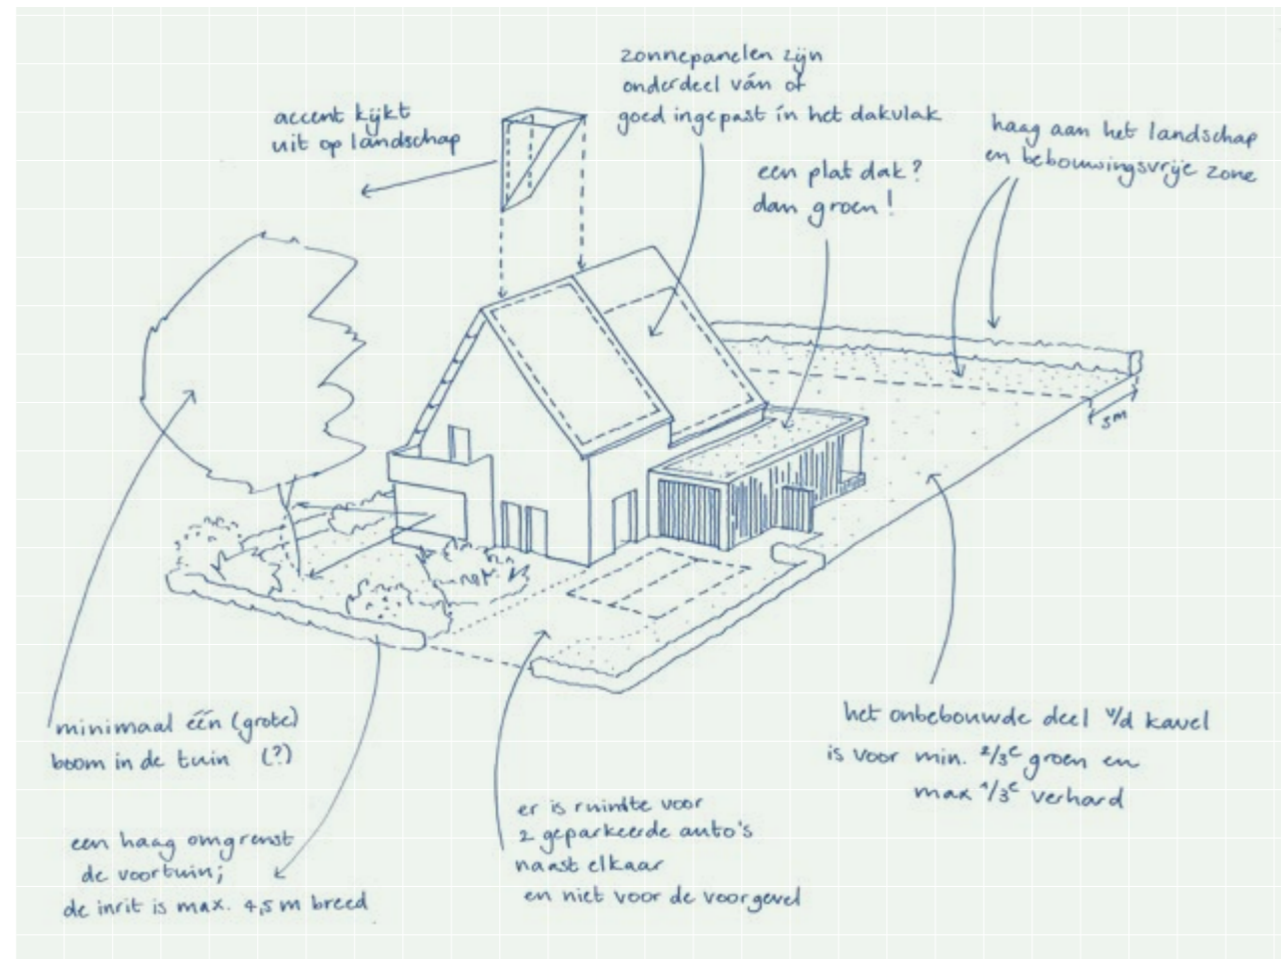 zonnepanelen zijn
onderdeel ván of
goed ingepast ín het dakvlak
accent kijkt
uit op landschap
haag aan het landschap
en bebouwingsvrije zone
een plat dak?
dan groen!
5m
minimaal één (grote)
boom in de tuin (?)
het onbebouwde deel v/d kavel
is voor min. 2/3e groen en
max 1/3e verhard
er is ruimte voor
2 geparkeerde auto's
naast elkaar
en niet voor de voorgevel
een haag omgrenst
de voortuin;
de inrit is max. 4,5 m breed